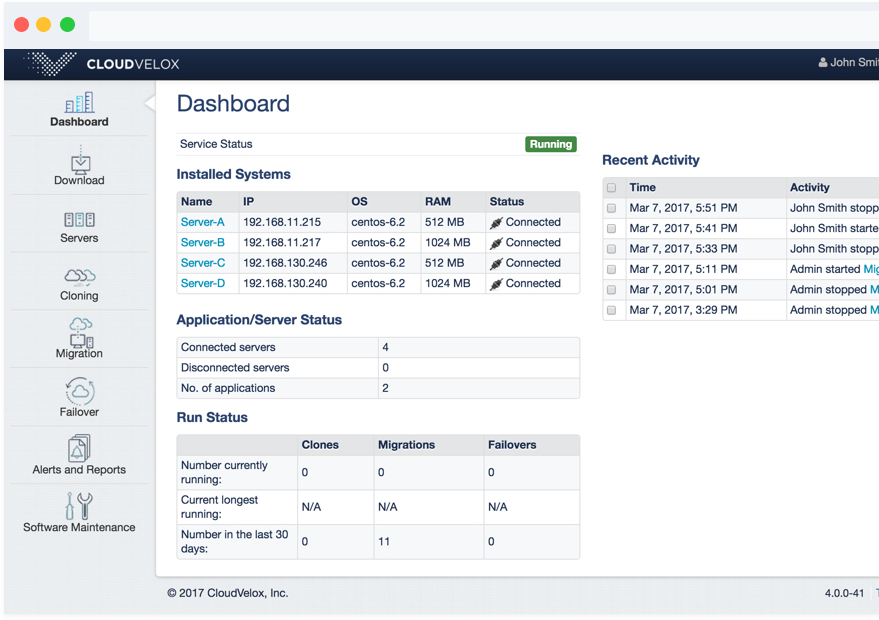 CLOUDVELOX
John Smi
Dashboard
Download
Servers
Cloning
Migration
Failover
Alerts and Reports
Software Maintenance
Dashboard
Service Status Running
Installed Systems
Name IP OS RAM Status
Server-A 192.168.11.215 centos-6.2 512 MB Connected
Server-B 192.168.11.217 centos-6.2 1024 MB Connected
Server-C 192.168.130.246 centos-6.2 512 MB Connected
Server-D 192.168.130.240 centos-6.2 1024 MB Connected
Application/Server Status
Connected servers 4
Disconnected servers 0
No. of applications 2
Run Status
Clones Migrations Failovers
Number currently
running: 0 0 0
Current longest
running: N/A N/A N/A
Number in the last 30
days: 0 11 0
Recent Activity
Time Activity
Mar 7, 2017, 5:51 PM John Smith stopp
Mar 7, 2017, 5:41 PM John Smith starte
Mar 7, 2017, 5:33 PM John Smith stopp
Mar 7, 2017, 5:11 PM Admin started Mig
Mar 7, 2017, 5:01 PM Admin stopped M
Mar 7, 2017, 3:29 PM Admin stopped M
© 2017 CloudVelox, Inc.
4.0.0-41